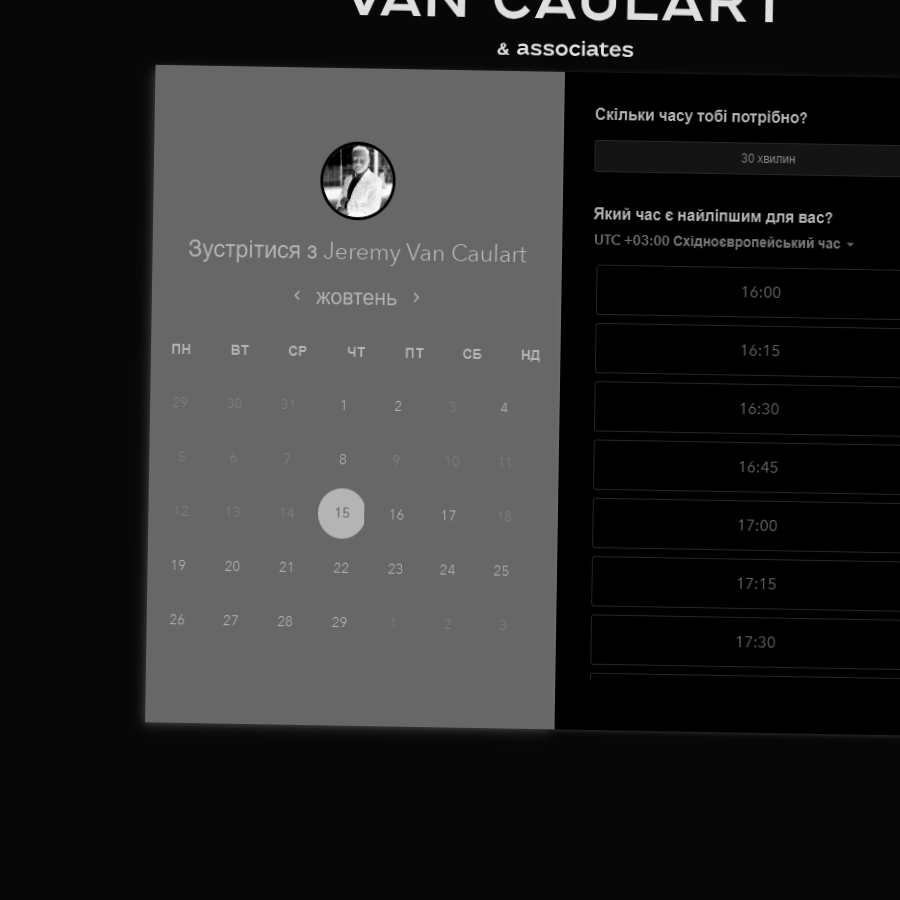 VAN CAULART
& associates
Зустрітися з Jeremy Van Caulart
жовтень
ПН ВТ СР ЧТ ПТ СБ НД
29 30 31 1 2 3 4
5 6 7 8 9 10 11
12 13 14 15 16 17 18
19 20 21 22 23 24 25
26 27 28 29 1 2 3
Скільки часу тобі потрібно?
30 хвилин
Який час є найліпшим для вас?
UTC +03:00 Східноєвропейський час
16:00
16:15
16:30
16:45
17:00
17:15
17:30